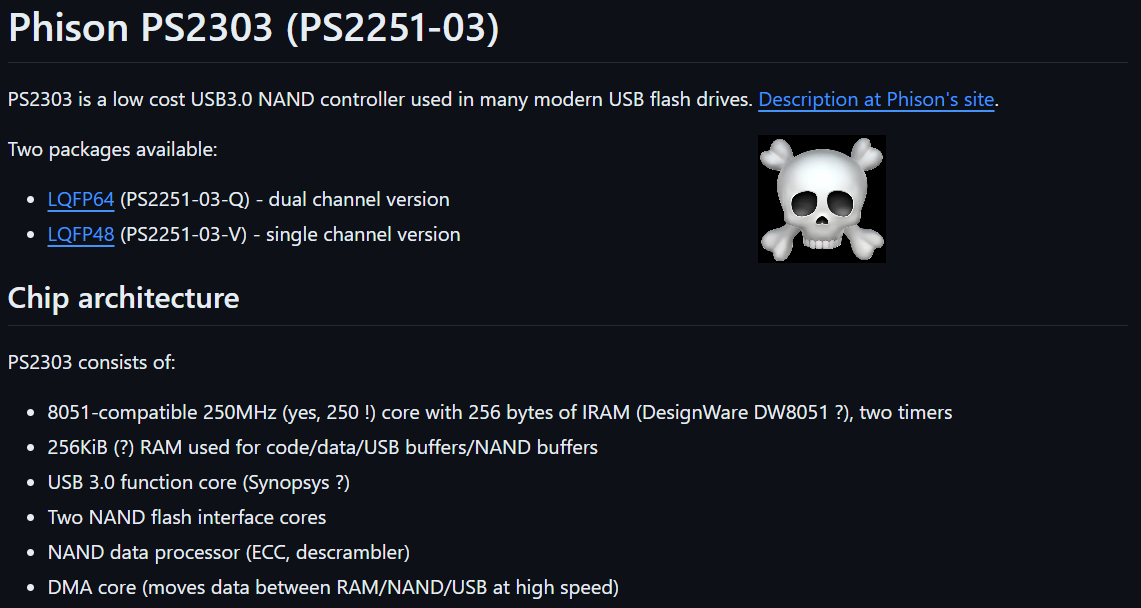 Phison PS2303 (PS2251-03)
PS2303 is a low cost USB3.0 NAND controller used in many modern USB flash drives. Description at Phison's site.
Two packages available:
• LQFP64 (PS2251-03-Q) - dual channel version
• LQFP48 (PS2251-03-V) - single channel version
Chip architecture
PS2303 consists of:
• 8051-compatible 250MHz (yes, 250 !) core with 256 bytes of IRAM (DesignWare DW8051 ?), two timers
• 256KiB (?) RAM used for code/data/USB buffers/NAND buffers
• USB 3.0 function core (Synopsys ?)
• Two NAND flash interface cores
• NAND data processor (ECC, descrambler)
• DMA core (moves data between RAM/NAND/USB at high speed)